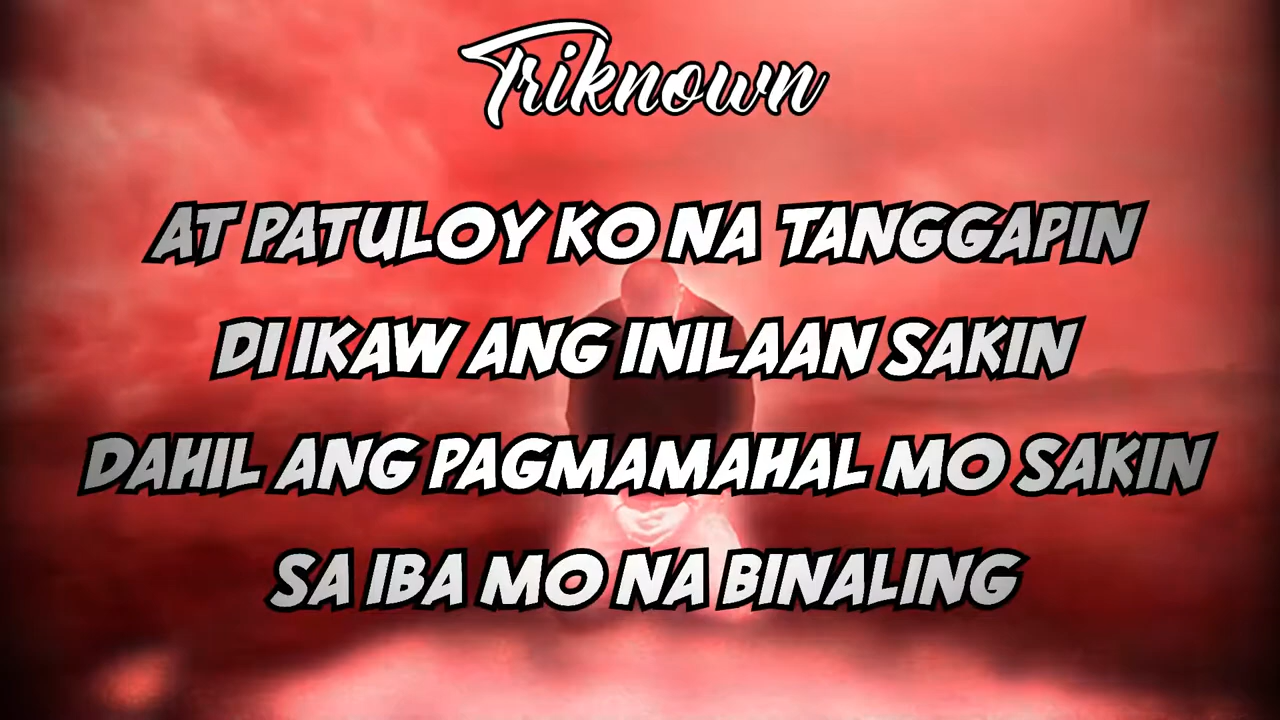 Triknown
AT PATULOY KO NA TANGGAPIN
DI IKAW ANG INILAAN SAKIN
DAHIL ANG PAGMAMAHAL MO SAKIN
SA IBA MO NA BINALING